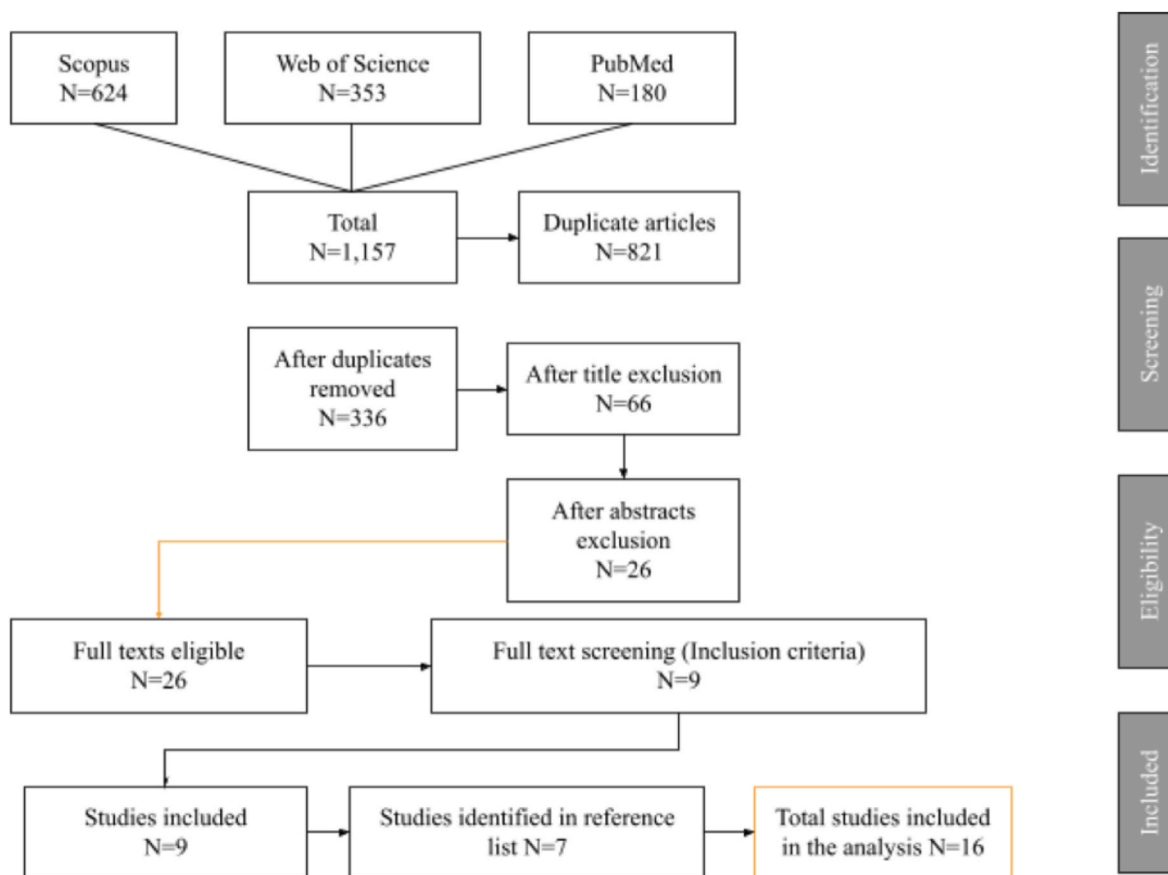 Scopus
N=624
Web of Science
N=353
PubMed
N=180
Identification
Total
N=1,157
Duplicate articles
N=821
Screening
After duplicates
removed
N=336
After title exclusion
N=66
After abstracts
exclusion
N=26
Eligibility
Full texts eligible
N=26
Full text screening (Inclusion criteria)
N=9
Included
Studies included
N=9
Studies identified in reference
list N=7
Total studies included
in the analysis N=16